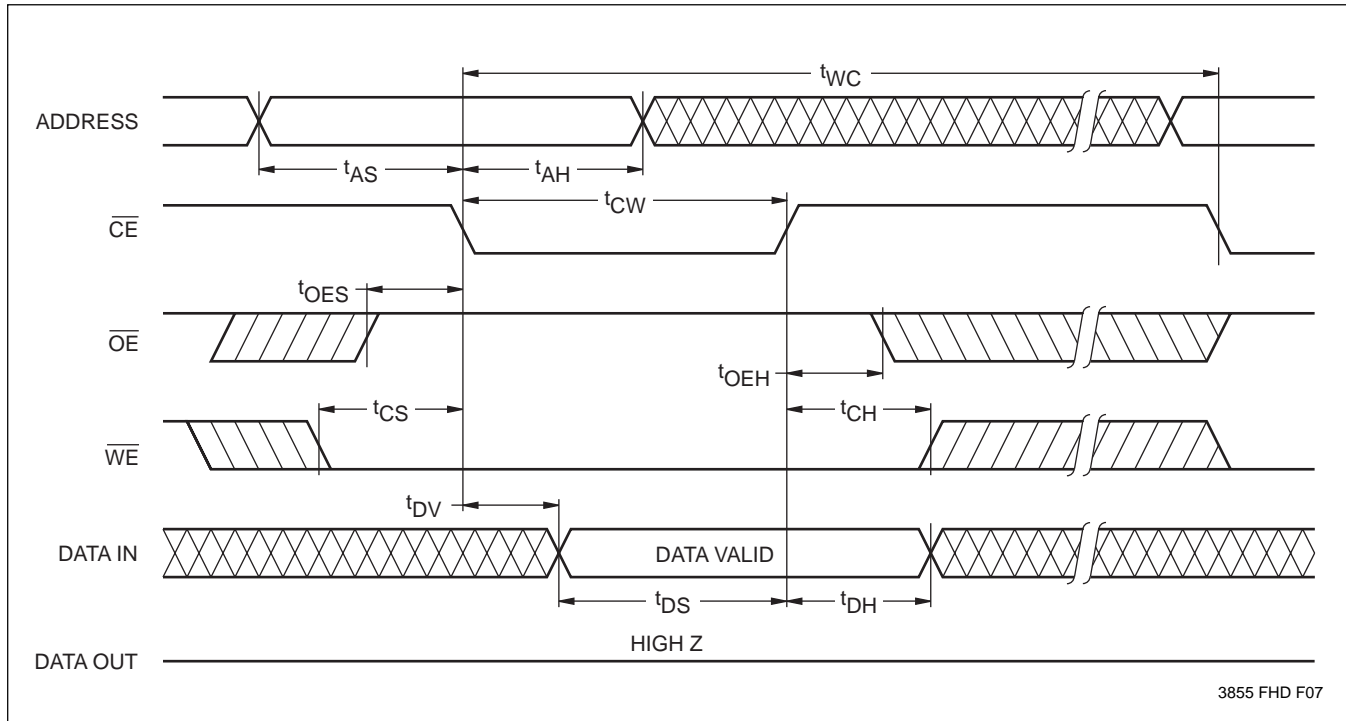 tWC
ADDRESS
tAS
tAH
tCW
CE
tOES
OE
tOEH
tCS
tCH
WE
tDV
DATA IN
DATA VALID
tDS
tDH
HIGH Z
DATA OUT
3855 FHD F07